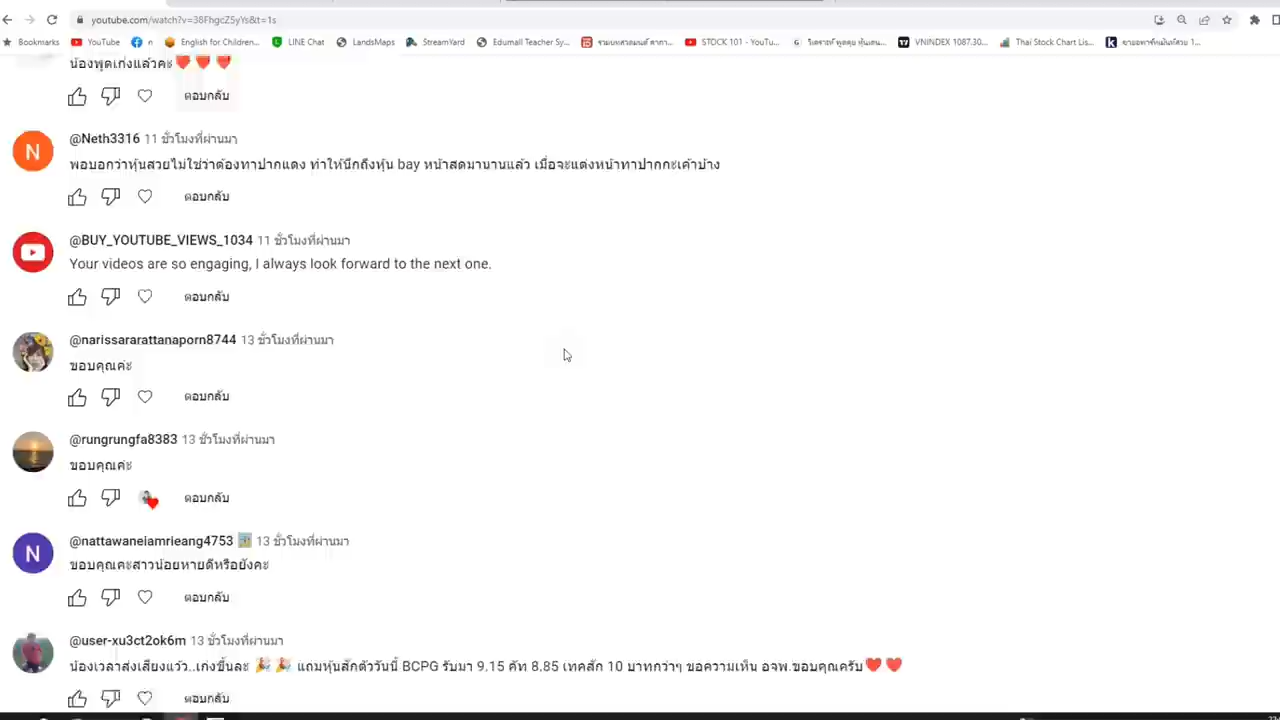 youtube.com/watch?v=38FhgcZ5yYs&t=1s
Bookmarks YouTube English for Children... LINE Chat LandsMaps StreamYard Edumall Teacher Sy... STOCK 101 - YouTu... VNINDEX 1087.30... Thai Stock Chart Lis...
น้องพูดเก่งแล้วคะ❤️❤️❤️
ตอบกลับ
@Neth3316 11 ชั่วโมงที่ผ่านมา
พอบอกว่าหุ้นสวยไม่ใช่ว่าต้องทาปากแดง ทำให้นึกถึงหุ้น bay หน้าสดมานานแล้ว เมื่อจะแต่งหน้าทาปากกะเค้าบ้าง
ตอบกลับ
@BUY_YOUTUBE_VIEWS_1034 11 ชั่วโมงที่ผ่านมา
Your videos are so engaging, I always look forward to the next one.
ตอบกลับ
@narissararattanaporn8744 13 ชั่วโมงที่ผ่านมา
ขอบคุณค่ะ
ตอบกลับ
@rungrungfa8383 13 ชั่วโมงที่ผ่านมา
ขอบคุณค่ะ
ตอบกลับ
@nattawaneiamrieang4753 13 ชั่วโมงที่ผ่านมา
ขอบคุณคะสาวน้อยหายดีหรือยังคะ
ตอบกลับ
@user-xu3ct2ok6m 13 ชั่วโมงที่ผ่านมา
น้องเวลาส่งเสียงแว้ว..เก่งขึ้นละ 🎉🎉 แถมหุ้นสักตัววันนี้ BCPG รับมา 9,15 คัท 8,85 เทคสัก 10 บาทกว่าๆ ขอความเห็น อจพ.ขอบคุณครับ❤️❤️
ตอบกลับ